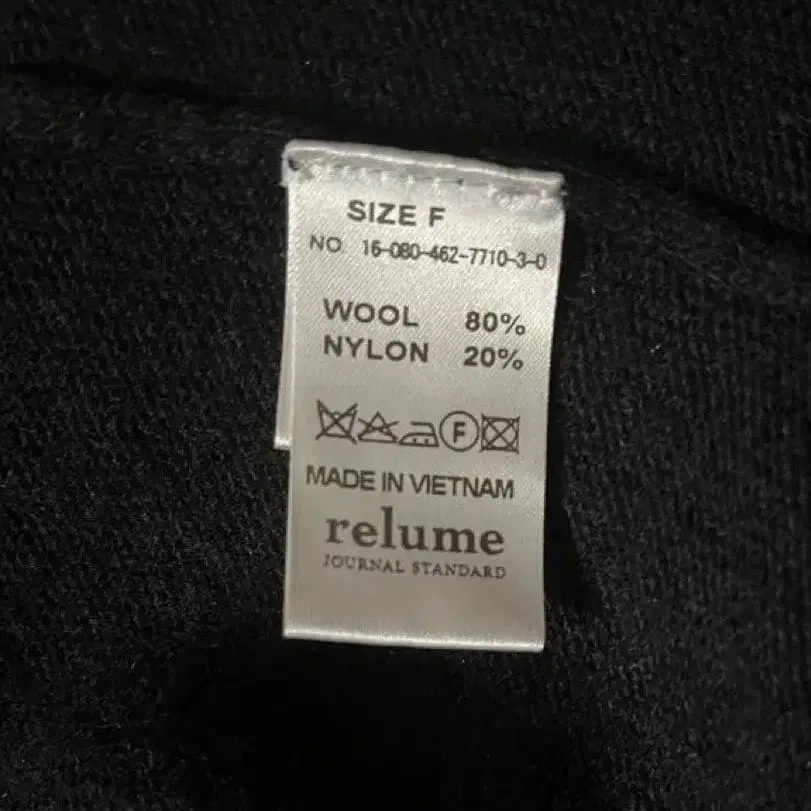 SIZE F
NO. 16-080-462-7710-3-0
WOOL 80%
NYLON 20%
F
MADE IN VIETNAM
relume
JOURNAL STANDARD